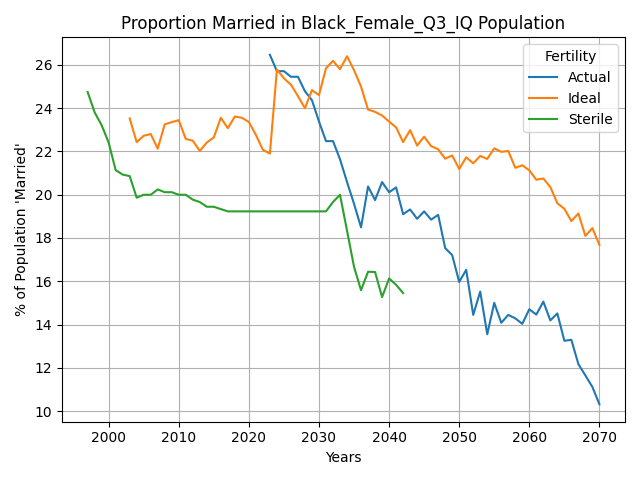 Proportion Married in Black_Female_Q3_IQ Population
% of Population 'Married'
26
24
22
20
18
16
14
12
10
Fertility
Actual
Ideal
Sterile
2000 2010 2020 2030 2040 2050 2060 2070
Years